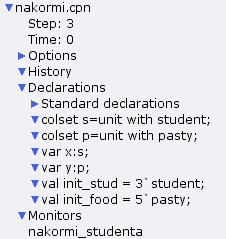 nakormi.cpn
Step: 3
Time: 0
Options
History
Declarations
Standard declarations
colset s=unit with student;
colset p=unit with pasty;
var x:s;
var y:p;
val init_stud = 3`student;
val init_food = 5`pasty;
Monitors
nakormi_studenta